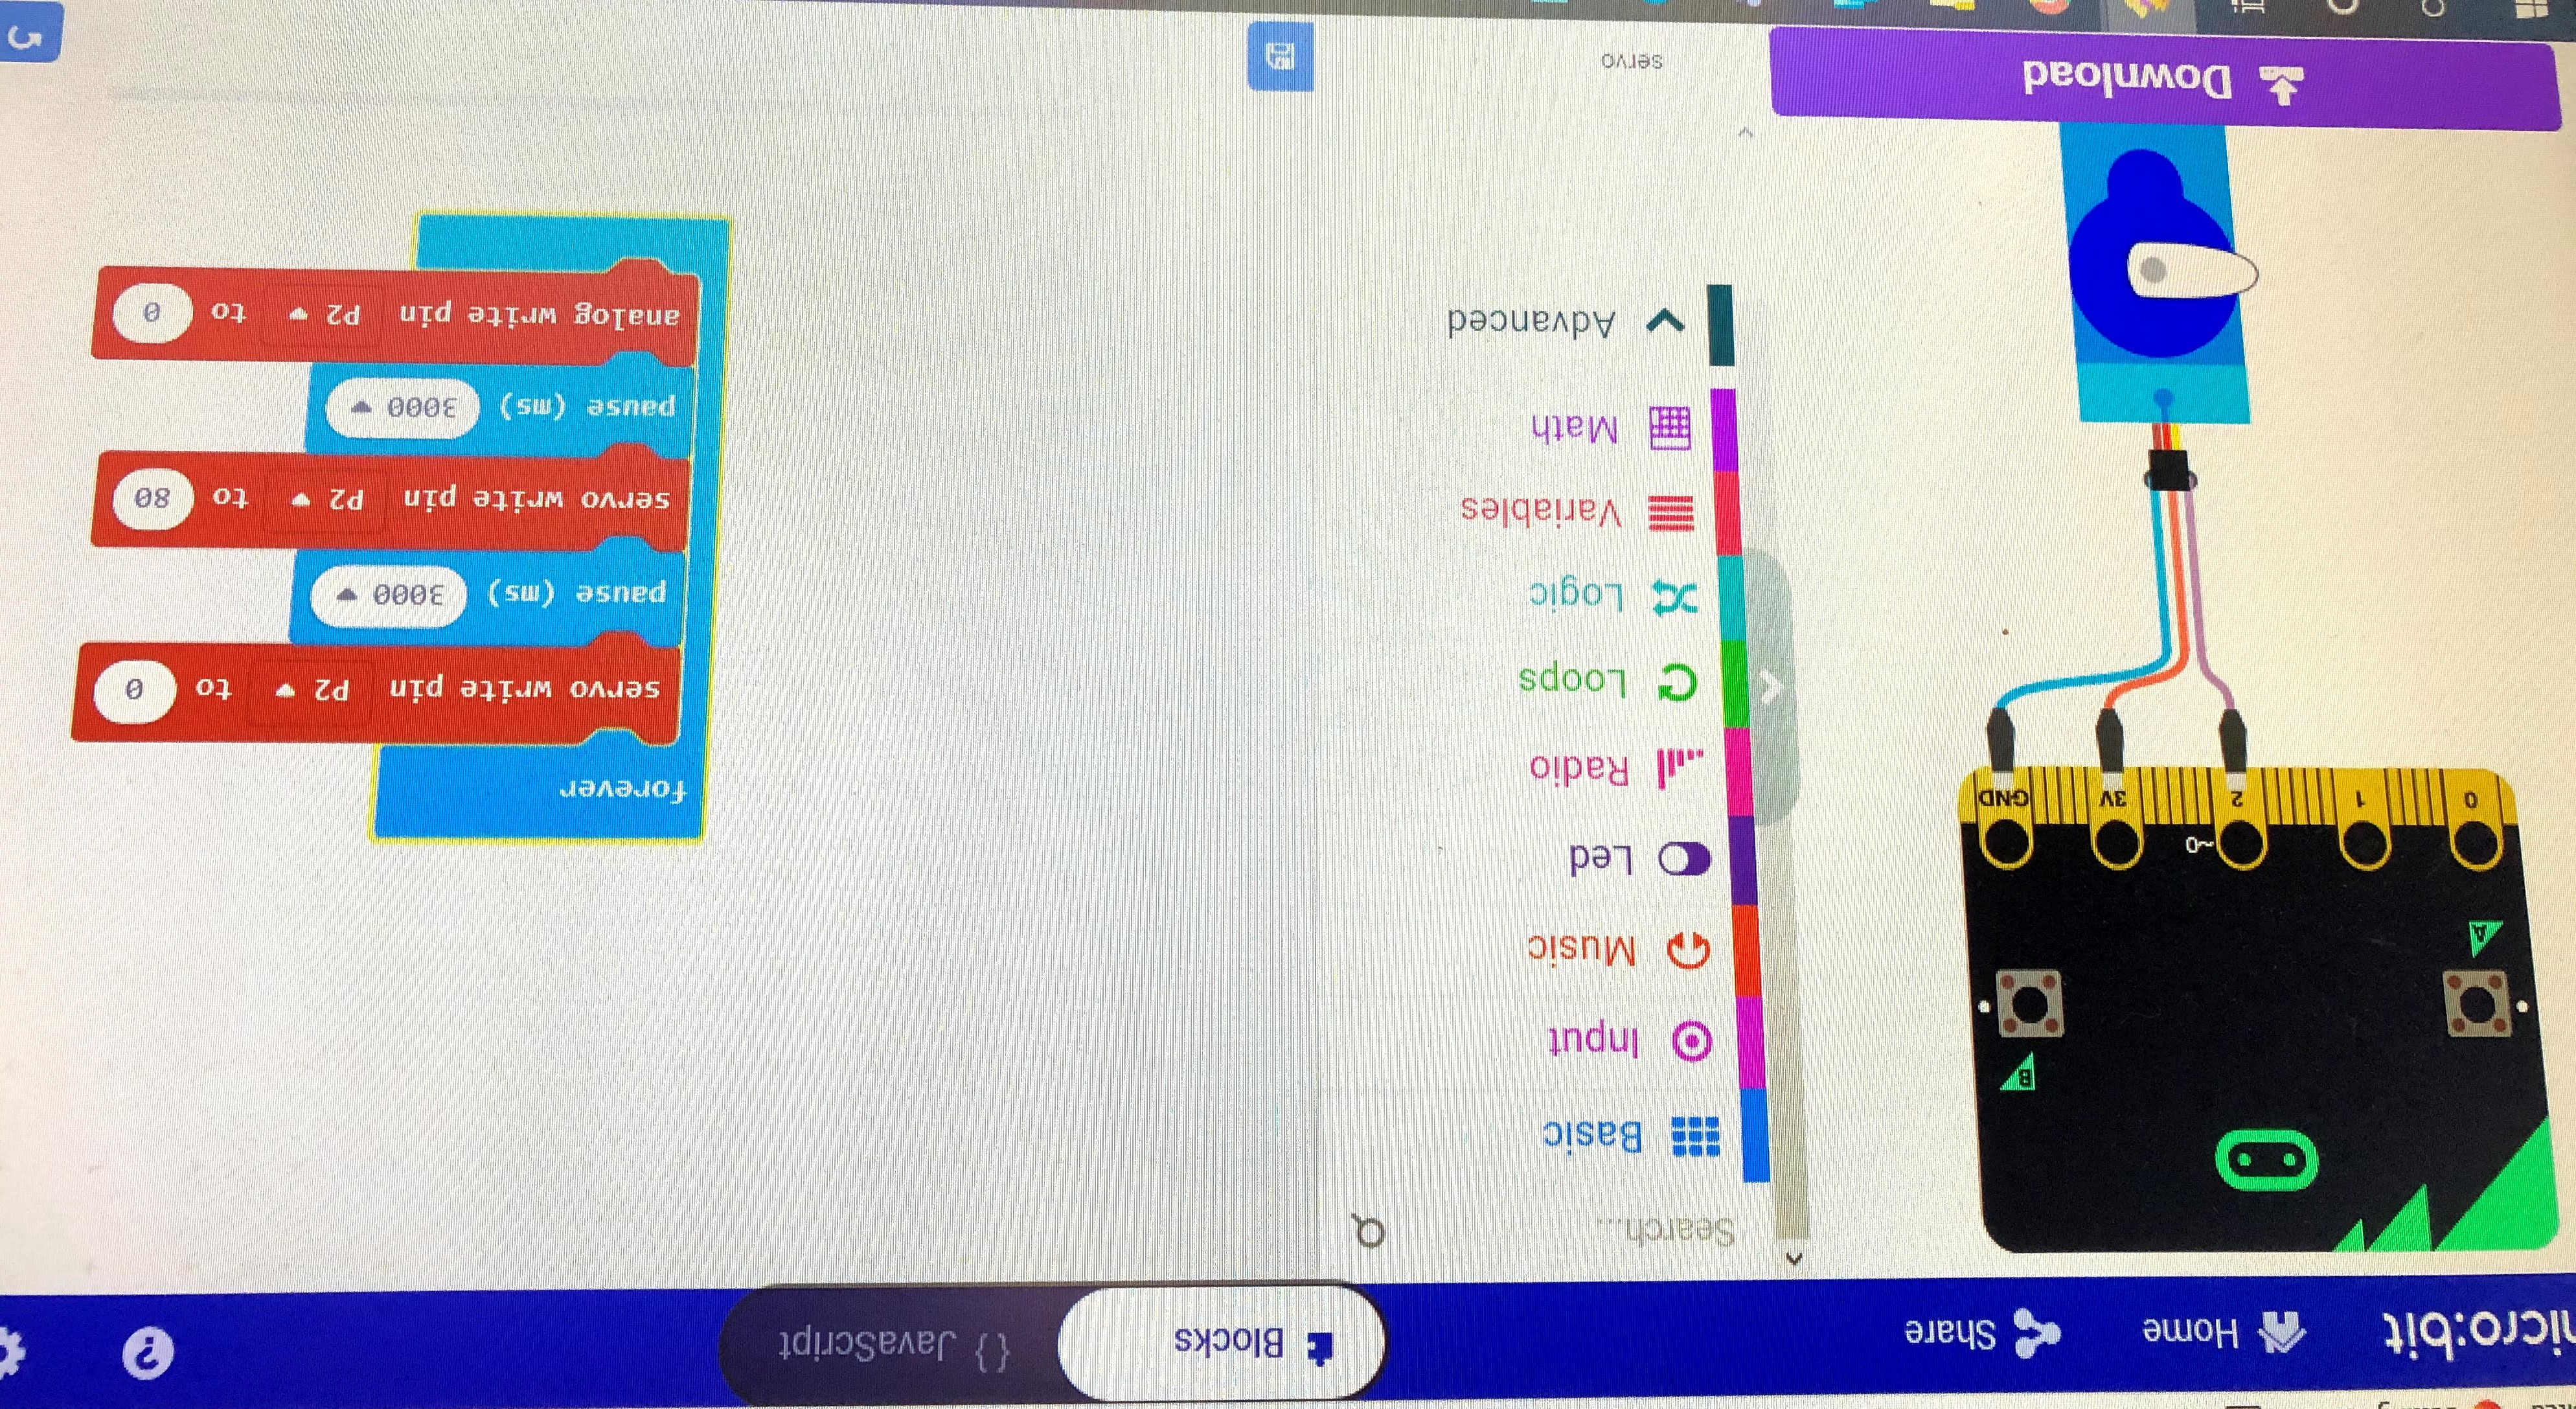 icro:bit
Home
Share
Blocks
{} JavaScript
?
Search...
Basic
Input
Music
Led
Radio
Loops
Logic
Variables
Math
Advanced
A
B
0
1
2
3V
GND
~0
forever
servo write pin P2 to 0
pause (ms) 3000
servo write pin P2 to 80
pause (ms) 3000
analog write pin P2 to 0
Download
servo